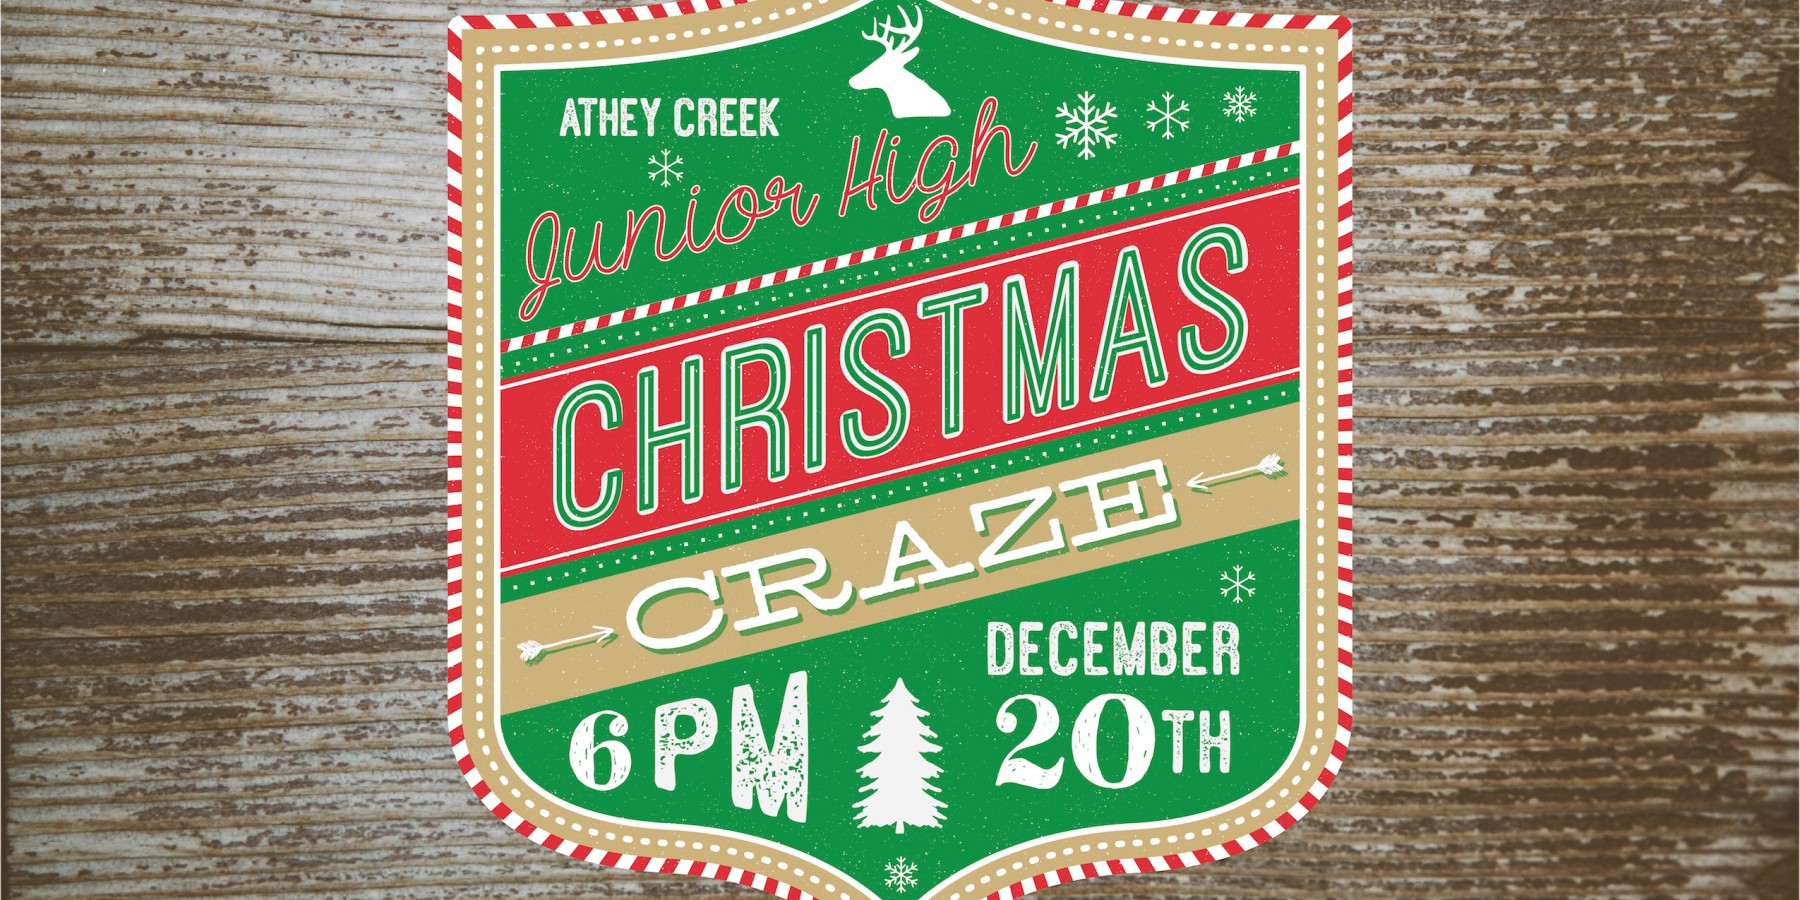 ATHEY CREEK
Junior High
CHRISTMAS
CRAZE
6PM
DECEMBER
20TH